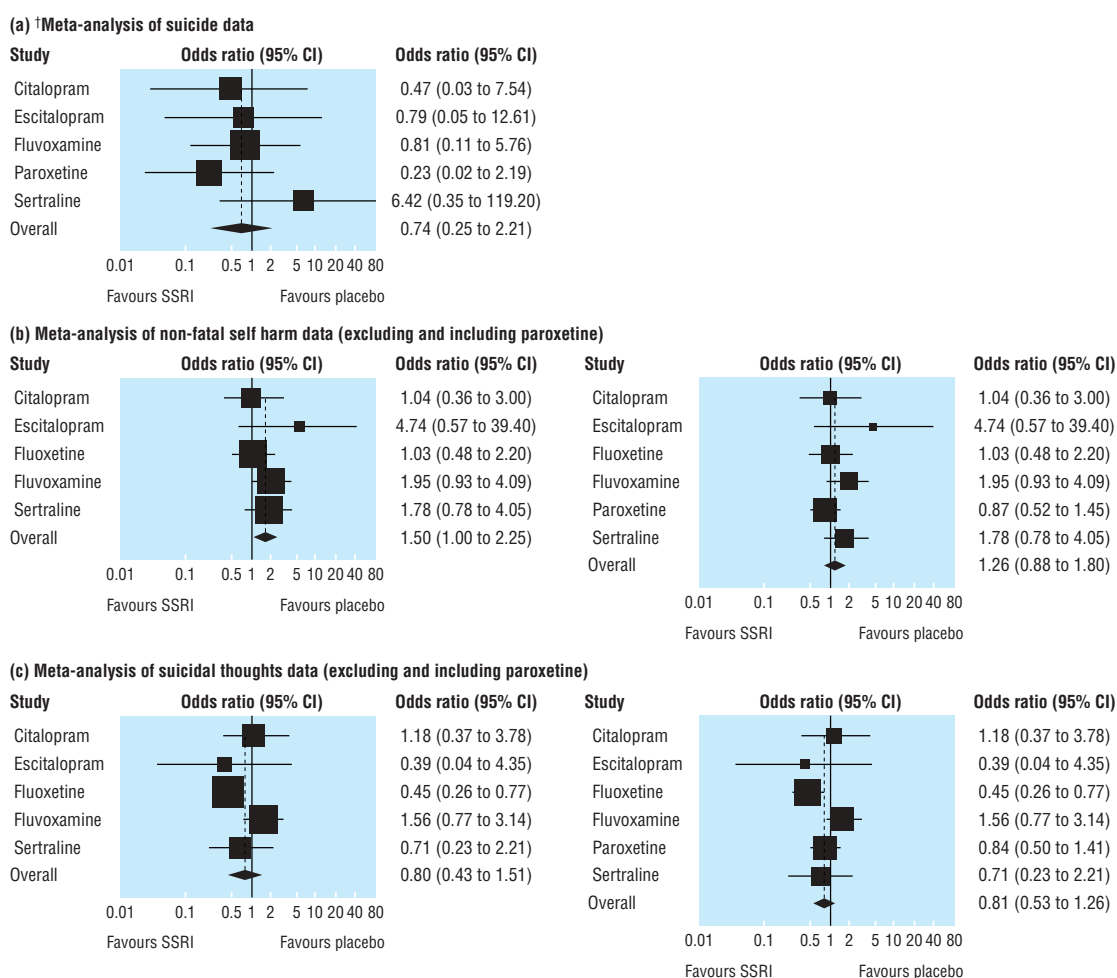 (a) †Meta-analysis of suicide data
Study Odds ratio (95% CI) Odds ratio (95% CI)
Citalopram 0.47 (0.03 to 7.54)
Escitalopram 0.79 (0.05 to 12.61)
Fluvoxamine 0.81 (0.11 to 5.76)
Paroxetine 0.23 (0.02 to 2.19)
Sertraline 6.42 (0.35 to 119.20)
Overall 0.74 (0.25 to 2.21)
0.01 0.1 0.5 1 2 5 10 20 40 80
Favours SSRI Favours placebo
(b) Meta-analysis of non-fatal self harm data (excluding and including paroxetine)
Study Odds ratio (95% CI) Odds ratio (95% CI)
Citalopram 1.04 (0.36 to 3.00)
Escitalopram 4.74 (0.57 to 39.40)
Fluoxetine 1.03 (0.48 to 2.20)
Fluvoxamine 1.95 (0.93 to 4.09)
Sertraline 1.78 (0.78 to 4.05)
Overall 1.50 (1.00 to 2.25)
0.01 0.1 0.5 1 2 5 10 20 40 80
Favours SSRI Favours placebo
Study Odds ratio (95% CI) Odds ratio (95% CI)
Citalopram 1.04 (0.36 to 3.00)
Escitalopram 4.74 (0.57 to 39.40)
Fluoxetine 1.03 (0.48 to 2.20)
Fluvoxamine 1.95 (0.93 to 4.09)
Paroxetine 0.87 (0.52 to 1.45)
Sertraline 1.78 (0.78 to 4.05)
Overall 1.26 (0.88 to 1.80)
0.01 0.1 0.5 1 2 5 10 20 40 80
Favours SSRI Favours placebo
(c) Meta-analysis of suicidal thoughts data (excluding and including paroxetine)
Study Odds ratio (95% CI) Odds ratio (95% CI)
Citalopram 1.18 (0.37 to 3.78)
Escitalopram 0.39 (0.04 to 4.35)
Fluoxetine 0.45 (0.26 to 0.77)
Fluvoxamine 1.56 (0.77 to 3.14)
Sertraline 0.71 (0.23 to 2.21)
Overall 0.80 (0.43 to 1.51)
0.01 0.1 0.5 1 2 5 10 20 40 80
Favours SSRI Favours placebo
Study Odds ratio (95% CI) Odds ratio (95% CI)
Citalopram 1.18 (0.37 to 3.78)
Escitalopram 0.39 (0.04 to 4.35)
Fluoxetine 0.45 (0.26 to 0.77)
Fluvoxamine 1.56 (0.77 to 3.14)
Paroxetine 0.84 (0.50 to 1.41)
Sertraline 0.71 (0.23 to 2.21)
Overall 0.81 (0.53 to 1.26)
0.01 0.1 0.5 1 2 5 10 20 40 80
Favours SSRI Favours placebo